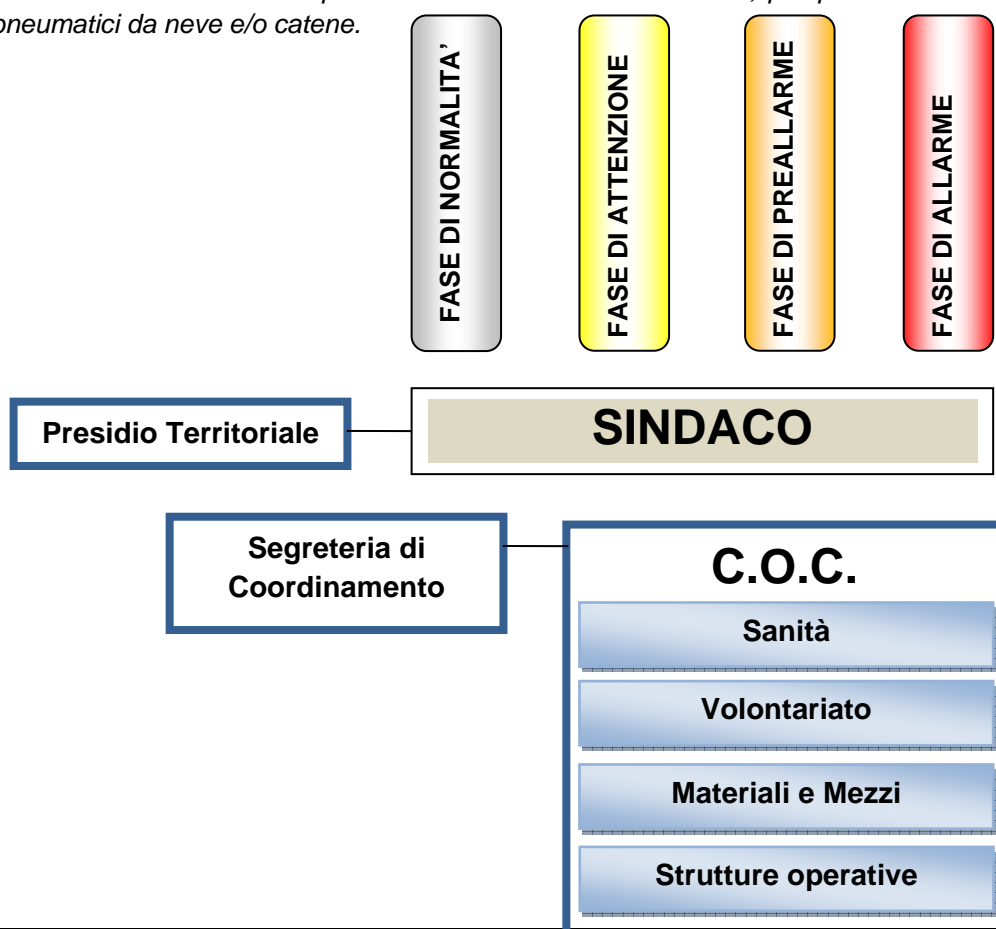 pneumatici da neve e/o catene.
FASE DI NORMALITA’
FASE DI ATTENZIONE
FASE DI PREALLARME
FASE DI ALLARME
Presidio Territoriale
SINDACO
Segreteria di
Coordinamento
C.O.C.
Sanità
Volontariato
Materiali e Mezzi
Strutture operative